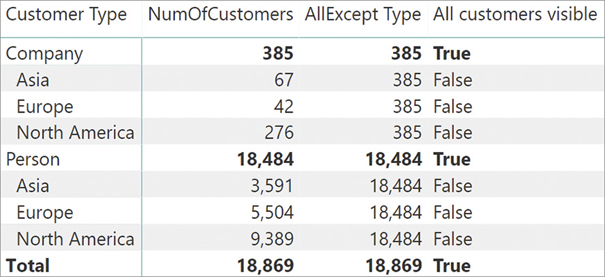 Customer Type NumOfCustomers AllExcept Type All customers visible
Company 385 385 True
Asia 67 385 False
Europe 42 385 False
North America 276 385 False
Person 18,484 18,484 True
Asia 3,591 18,484 False
Europe 5,504 18,484 False
North America 9,389 18,484 False
Total 18,869 18,869 True